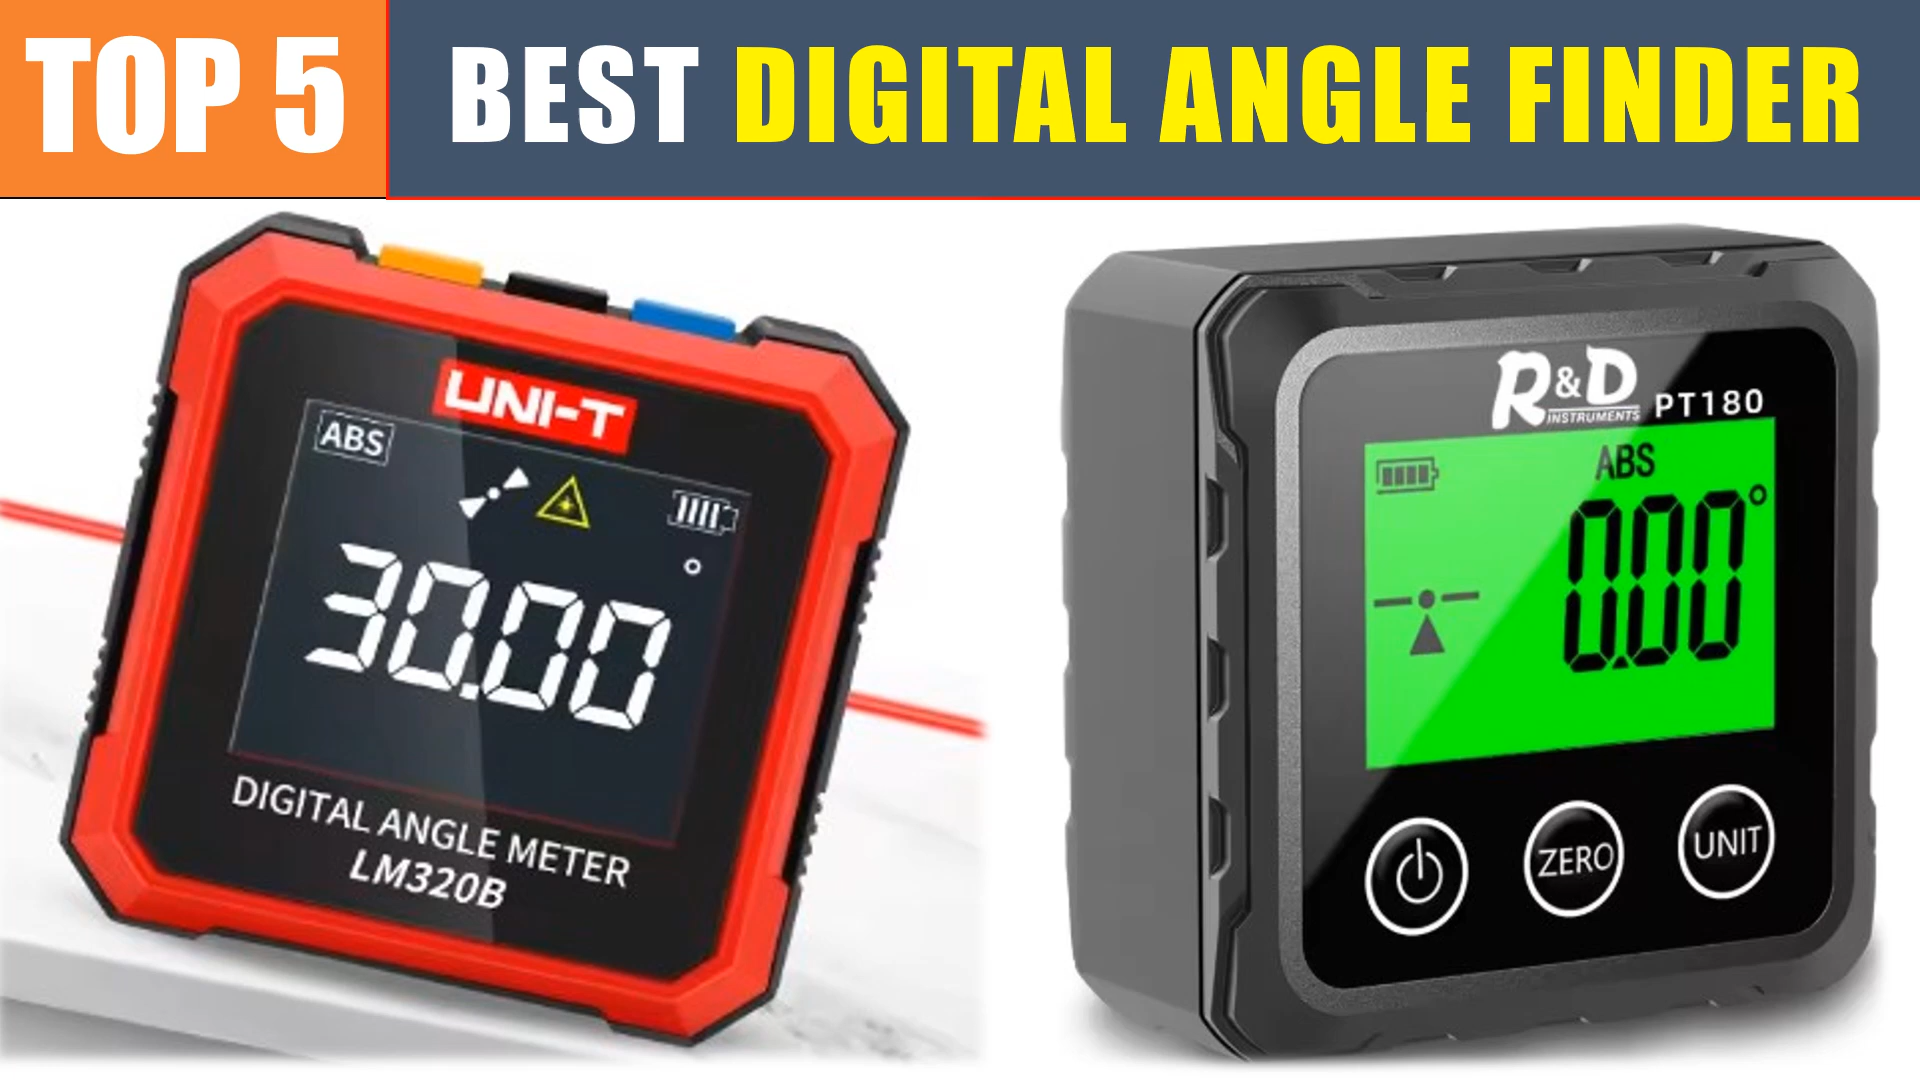 TOP 5
BEST DIGITAL ANGLE FINDER
UNI-T
ABS
30.00°
DIGITAL ANGLE METER
LM320B
R&D
INSTRUMENTS
PT180
ABS
0.00°
ZERO
UNIT